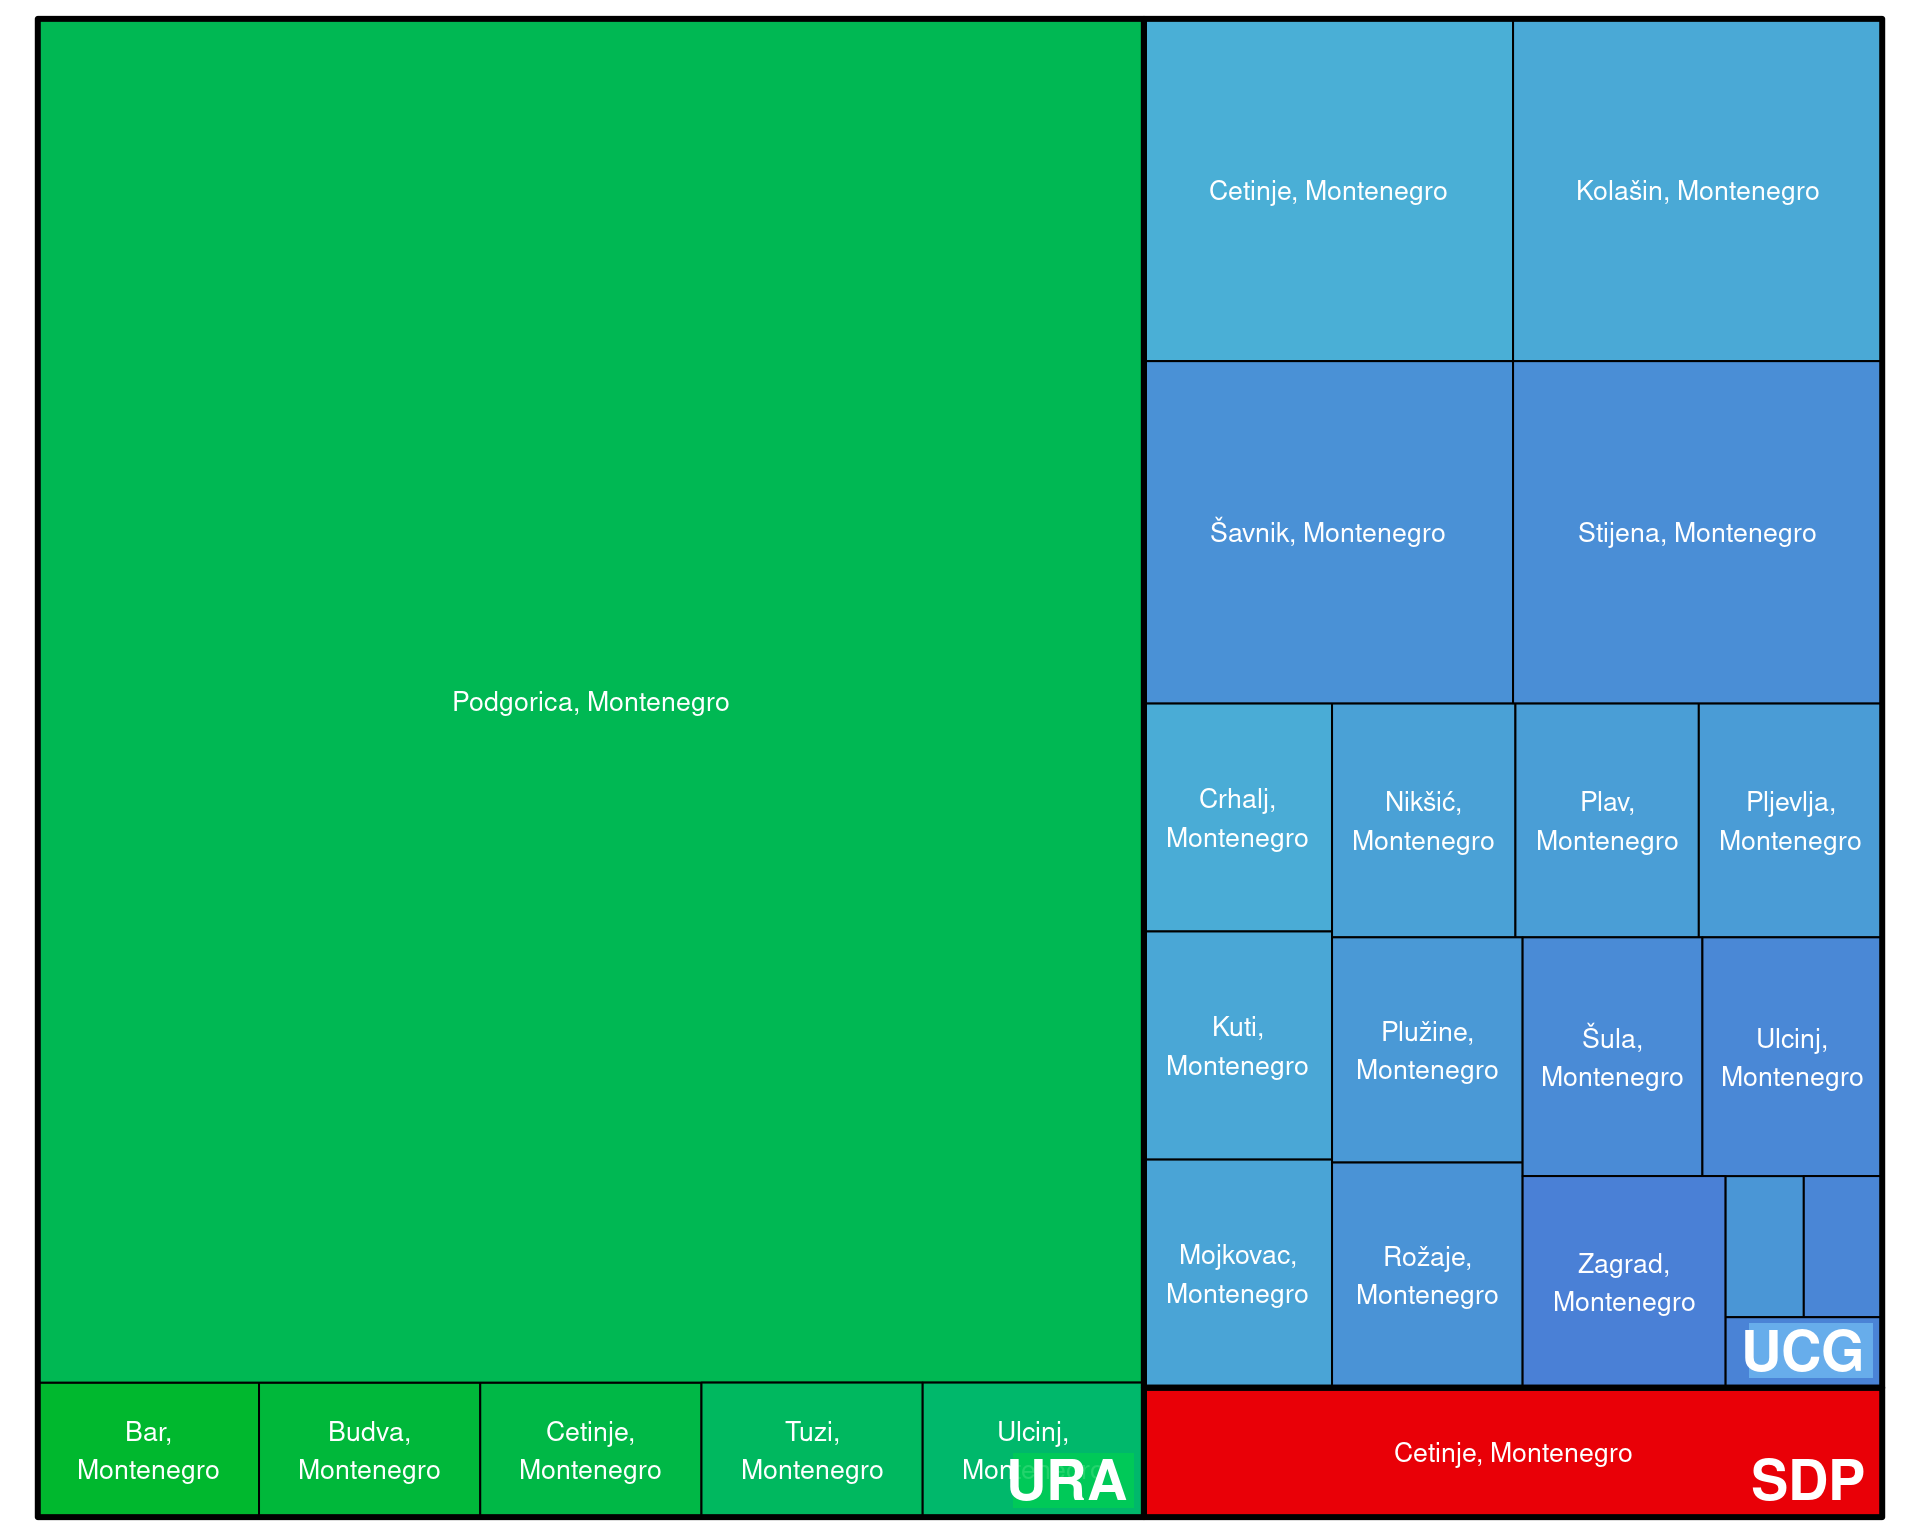 Podgorica, Montenegro
Bar,
Montenegro
Budva,
Montenegro
Cetinje,
Montenegro
Tuzi,
Montenegro
Ulcinj,
Montenegro
URA
Cetinje, Montenegro
Kolašin, Montenegro
Šavnik, Montenegro
Stijena, Montenegro
Crhalj,
Montenegro
Nikšić,
Montenegro
Plav,
Montenegro
Pljevlja,
Montenegro
Kuti,
Montenegro
Plužine,
Montenegro
Šula,
Montenegro
Ulcinj,
Montenegro
Mojkovac,
Montenegro
Rožaje,
Montenegro
Zagrad,
Montenegro
UCG
Cetinje, Montenegro
SDP